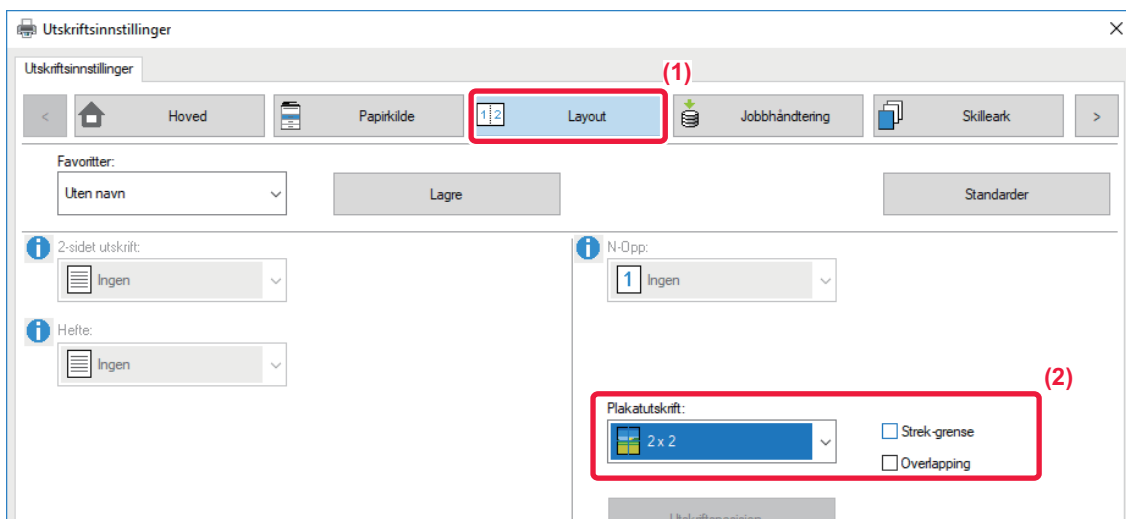 Utskriftsinnstillinger
Utskriftsinnstillinger
(1)
< Hoved Papirkilde 1 2 Layout Jobbhåndtering Skilleark >
Favoritter:
Uten navn Lagre Standarder
2-sidet utskrift: N-Opp:
Ingen 1 Ingen
Hefte:
Ingen
(2)
Plakatutskrift:
2 x 2 Strek-grense
Overlapping
Utskriftsposisjon